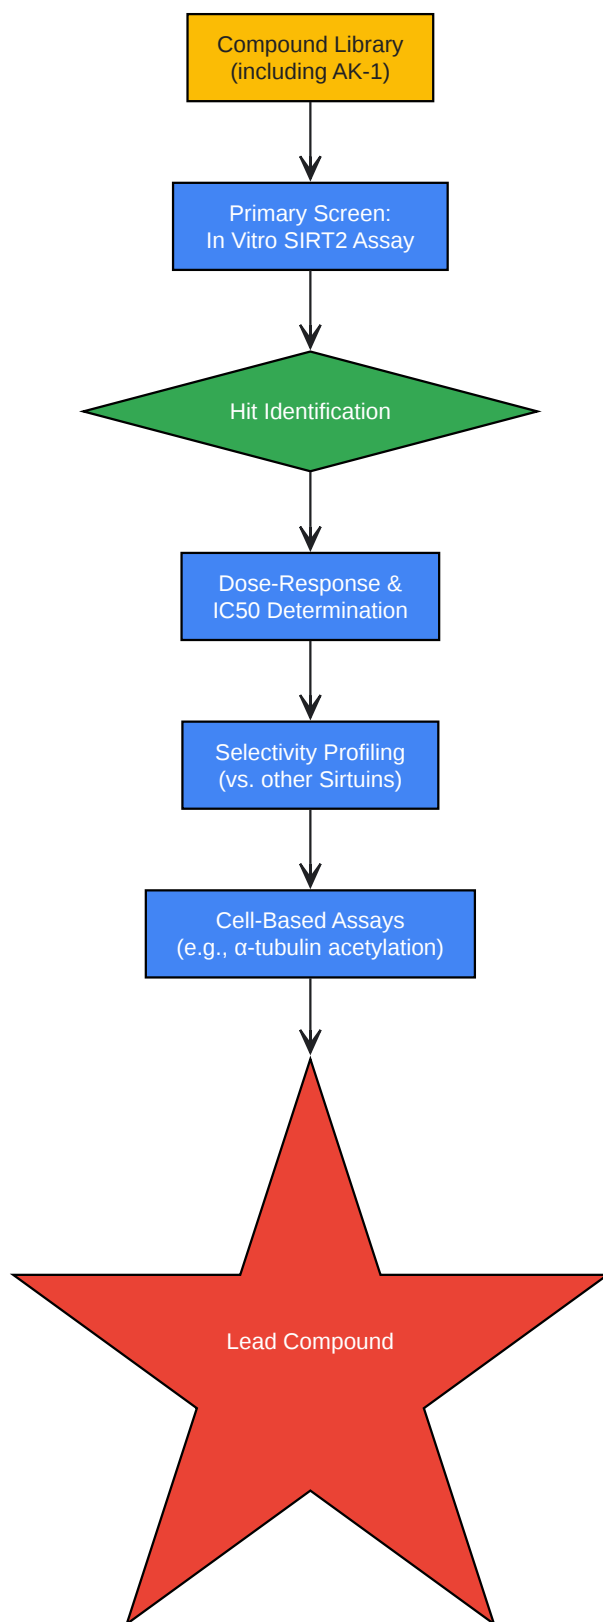 Compound Library
(including AK-1)
Primary Screen:
In Vitro SIRT2 Assay
Hit Identification
Dose-Response &
IC50 Determination
Selectivity Profiling
(vs. other Sirtuins)
Cell-Based Assays
(e.g., α-tubulin acetylation)
Lead Compound